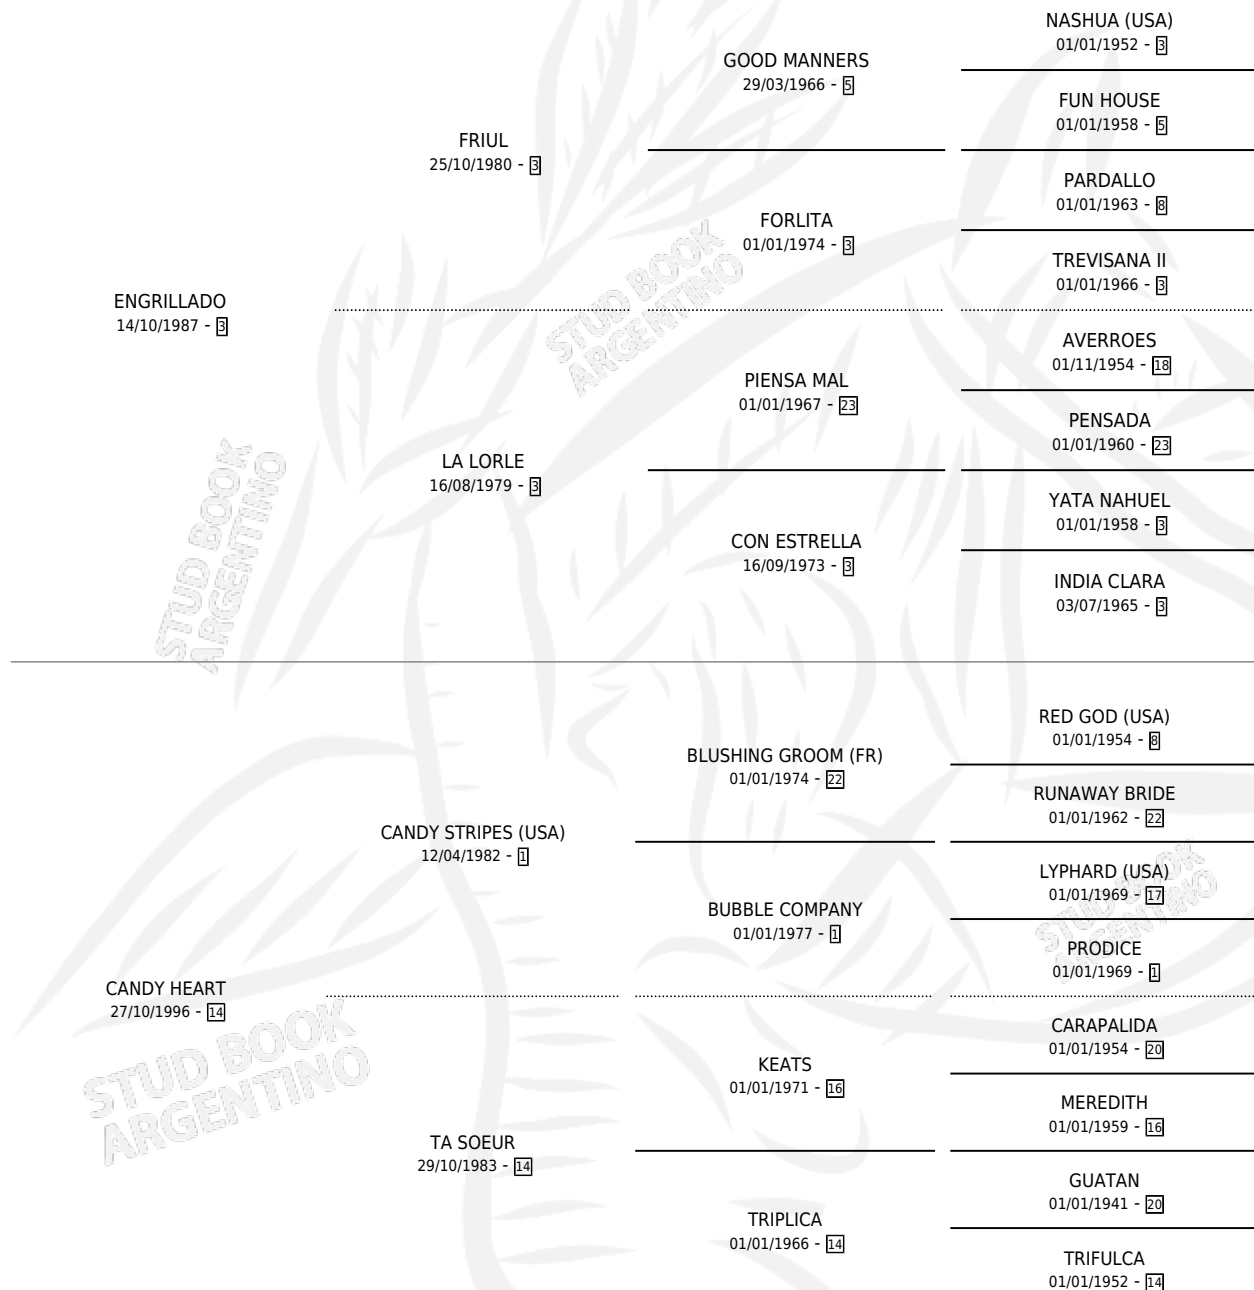 NASHUA (USA)
01/01/1952 - 3
GOOD MANNERS
29/03/1966 - 5
FUN HOUSE
01/01/1958 - 5
FRIUL
25/10/1980 - 3
PARDALLO
01/01/1963 - 8
FORLITA
01/01/1974 - 3
TREVISANA II
01/01/1966 - 3
STUD BOOK
ARGENTINO
ENGRILLADO
14/10/1987 - 3
AVERROES
01/11/1954 - 18
PIENSA MAL
01/01/1967 - 23
PENSADA
01/01/1960 - 23
LA LORLE
16/08/1979 - 3
YATA NAHUEL
01/01/1958 - 3
CON ESTRELLA
16/09/1973 - 3
INDIA CLARA
03/07/1965 - 3
STUD BOOK
ARGENTINO
RED GOD (USA)
01/01/1954 - 8
BLUSHING GROOM (FR)
01/01/1974 - 22
RUNAWAY BRIDE
01/01/1962 - 22
CANDY STRIPES (USA)
12/04/1982 - 1
LYPHARD (USA)
01/01/1969 - 17
BUBBLE COMPANY
01/01/1977 - 1
PRODICE
01/01/1969 - 1
STUD BOOK
ARGENTINO
CANDY HEART
27/10/1996 - 14
CARAPALIDA
01/01/1954 - 20
KEATS
01/01/1971 - 16
MEREDITH
01/01/1959 - 16
STUD BOOK
ARGENTINO
TA SOEUR
29/10/1983 - 14
GUATAN
01/01/1941 - 20
TRIPLICA
01/01/1966 - 14
TRIFULCA
01/01/1952 - 14